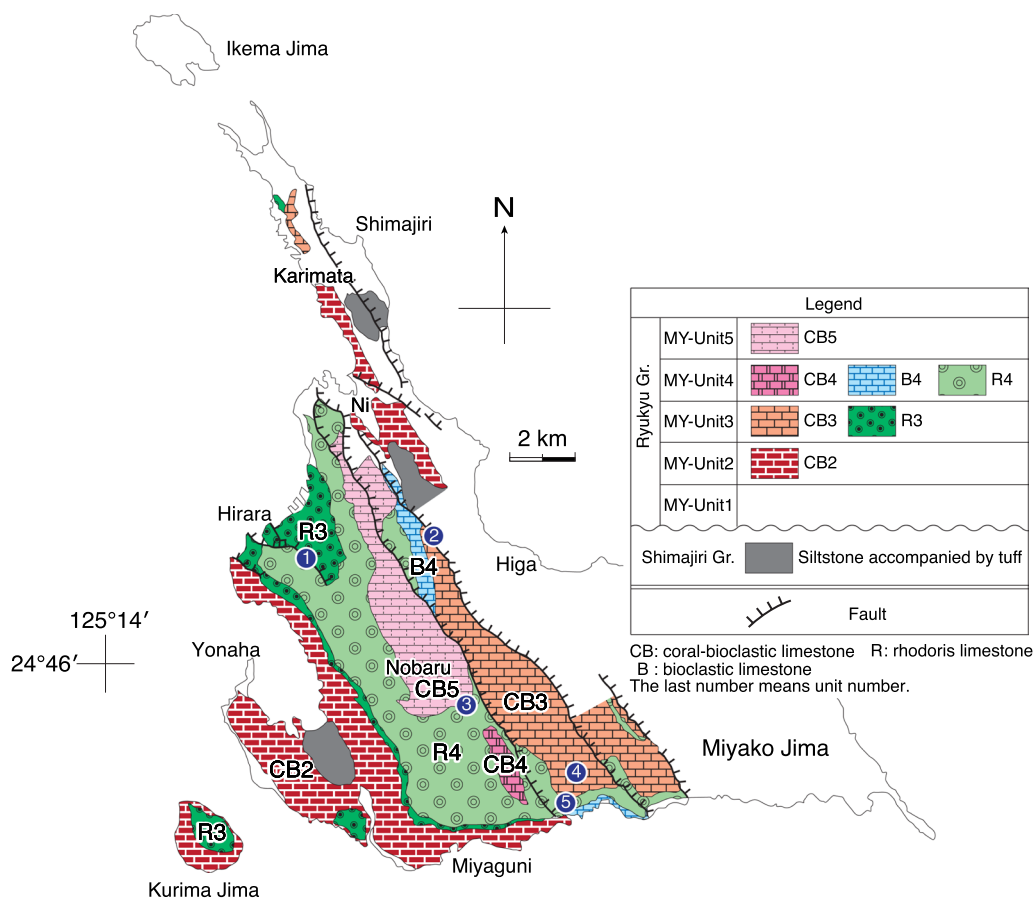 Ikema Jima
Shimajiri
Karimata
N
2 km
Ni
Hirara
R3
1
2
B4
Higa
125°14′
24°46′
Yonaha
Nobaru
CB5
3
CB3
R4
CB4
CB2
4
5
Miyako Jima
R3
Miyaguni
Kurima Jima
Legend
Ryukyu Gr.
MY-Unit5
CB5
MY-Unit4
CB4
B4
R4
MY-Unit3
CB3
R3
MY-Unit2
CB2
MY-Unit1
Shimajiri Gr.
Siltstone accompanied by tuff
Fault
CB: coral-bioclastic limestone R: rhodoris limestone
B : bioclastic limestone
The last number means unit number.